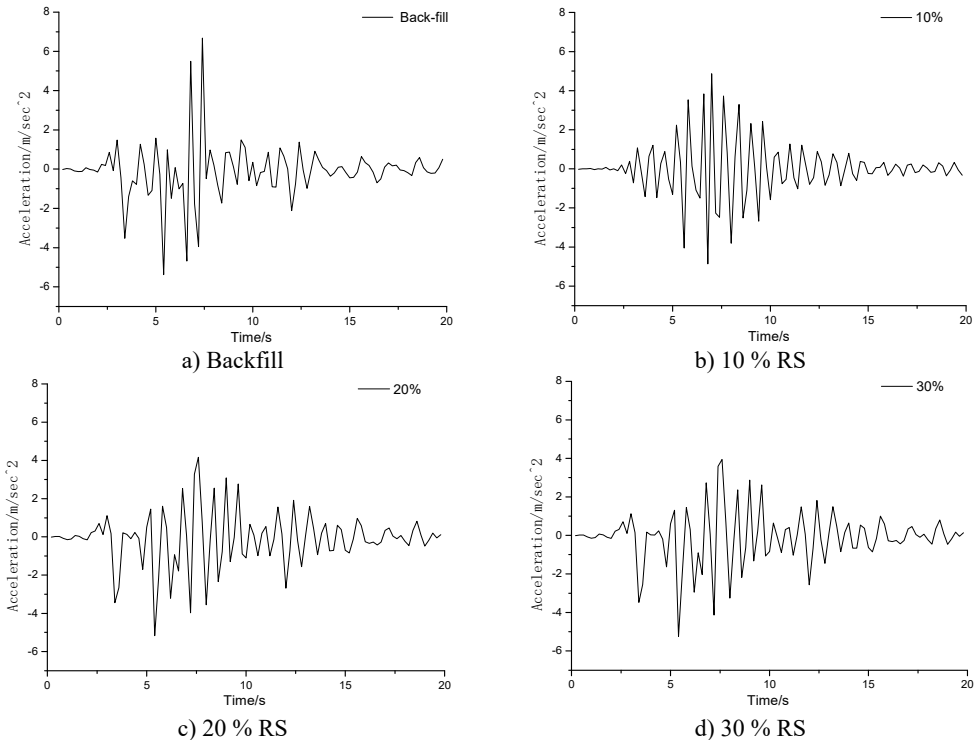 Back-fill
8
6
4
2
0
-2
-4
-6
Acceleration/m/sec^2
0 5 10 15 20
Time/s
a) Backfill
10%
8
6
4
2
0
-2
-4
-6
Acceleration/m/sec^2
0 5 10 15 20
Time/s
b) 10 % RS
20%
8
6
4
2
0
-2
-4
-6
Acceleration/m/sec^2
0 5 10 15 20
Time/s
c) 20 % RS
30%
8
6
4
2
0
-2
-4
-6
Acceleration/m/sec^2
0 5 10 15 20
Time/s
d) 30 % RS